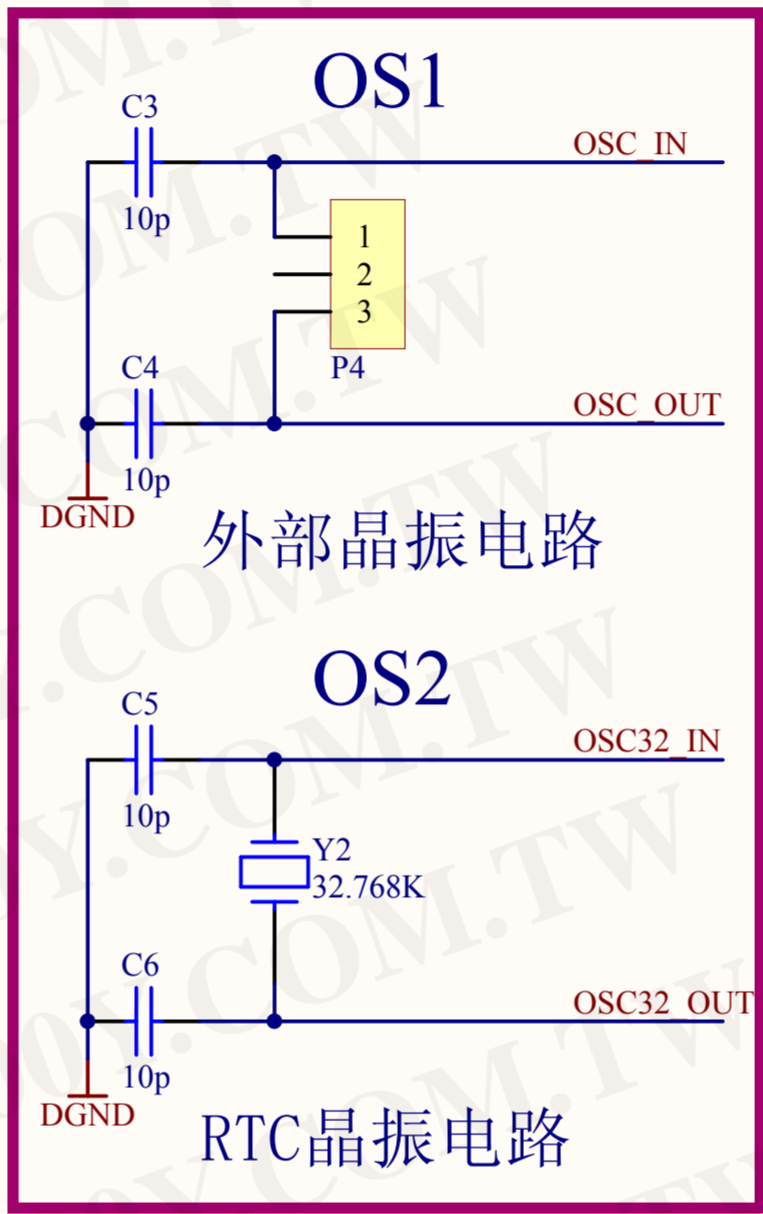 OS1
C3
OSC_IN
10p
1
2
3
C4
P4
OSC_OUT
10p
DGND
外部晶振电路
OS2
C5
OSC32_IN
10p
Y2
32.768K
C6
OSC32_OUT
10p
DGND
RTC晶振电路